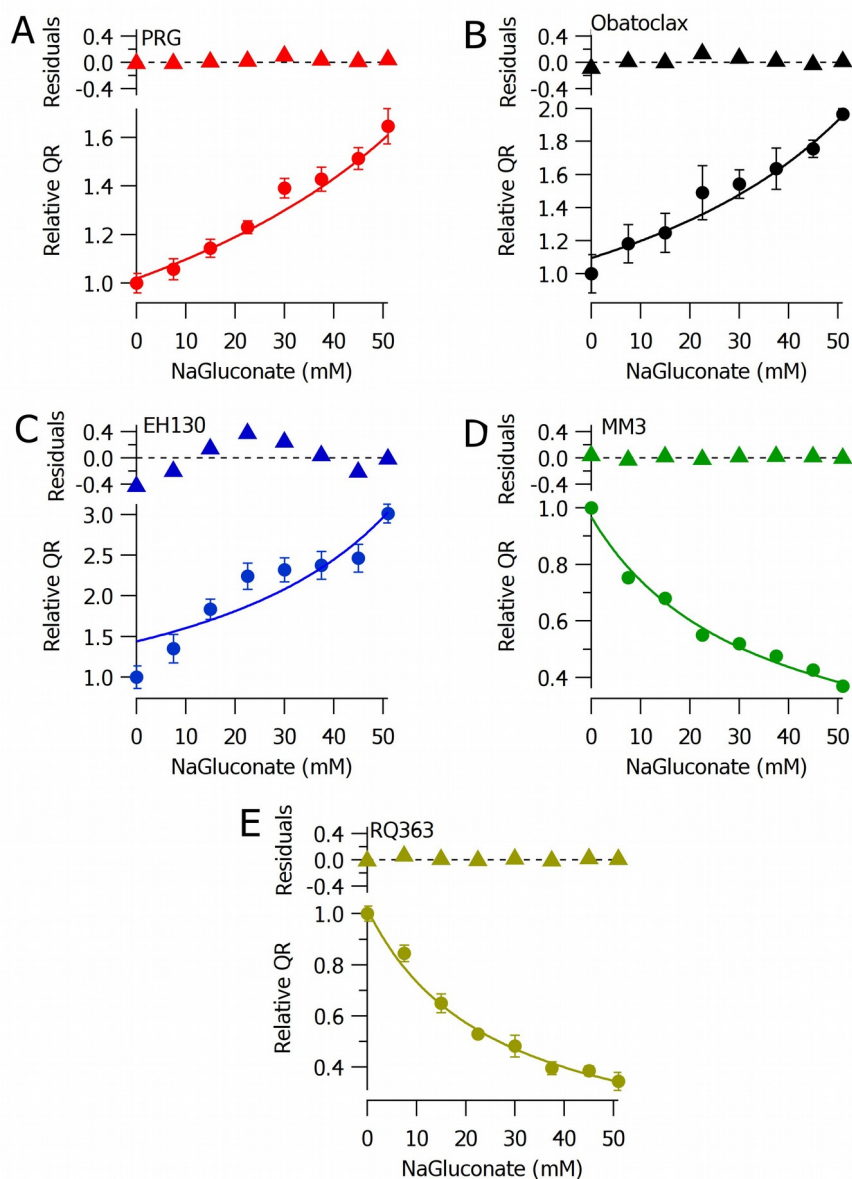 A
PRG
Residuals
0.4
0.0
-0.4
Relative QR
1.6
1.4
1.2
1.0
0 10 20 30 40 50
NaGluconate (mM)
B
Obatoclax
Residuals
0.4
0.0
-0.4
Relative QR
2.0
1.8
1.6
1.4
1.2
1.0
0 10 20 30 40 50
NaGluconate (mM)
C
EH130
Residuals
0.4
0.0
-0.4
Relative QR
3.0
2.5
2.0
1.5
1.0
0 10 20 30 40 50
NaGluconate (mM)
D
MM3
Residuals
0.4
0.0
-0.4
Relative QR
1.0
0.8
0.6
0.4
0 10 20 30 40 50
NaGluconate (mM)
E
RQ363
Residuals
0.4
0.0
-0.4
Relative QR
1.0
0.8
0.6
0.4
0 10 20 30 40 50
NaGluconate (mM)